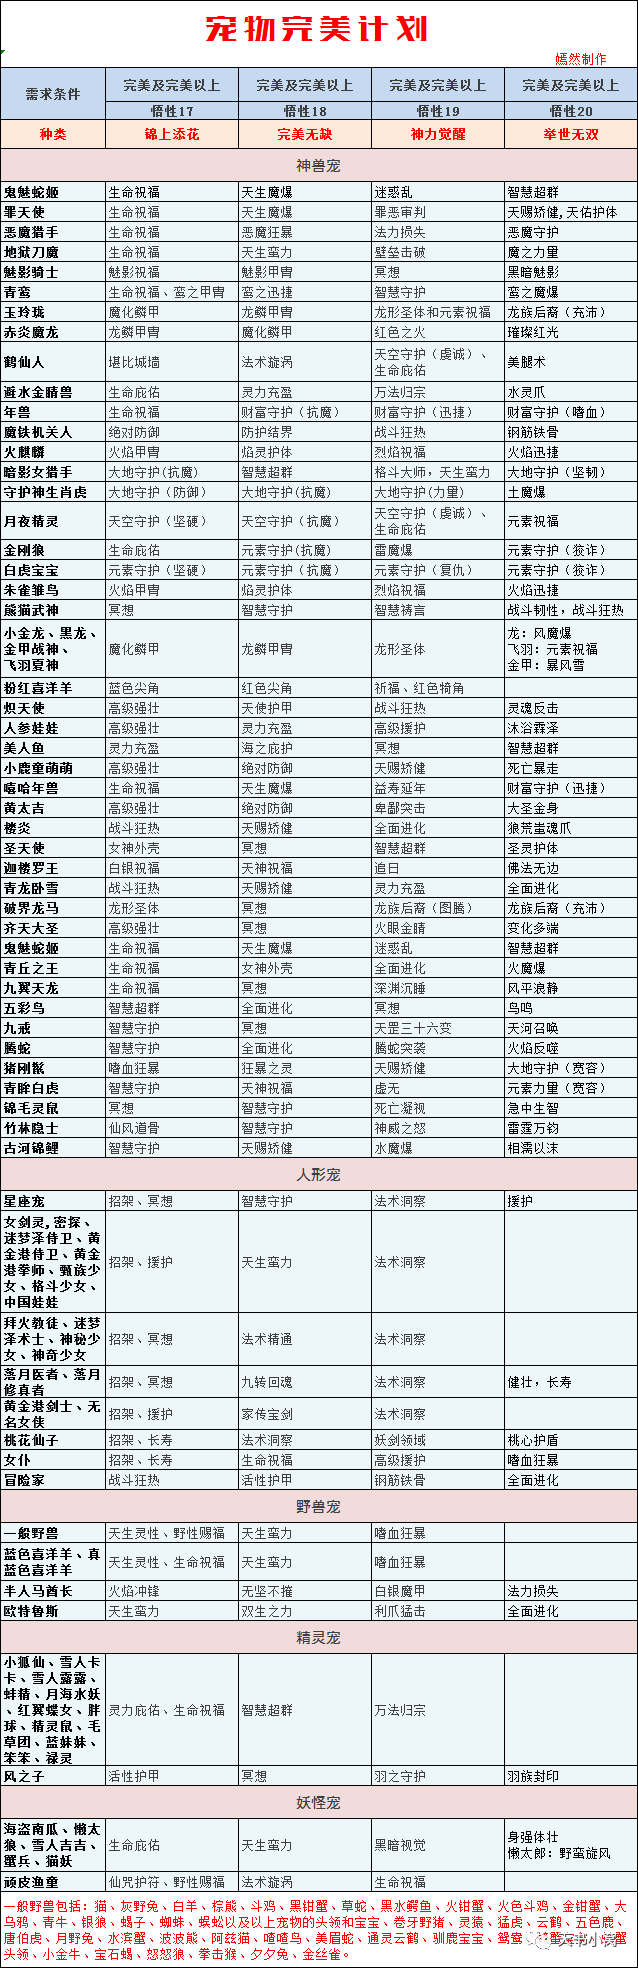 宠物完美计划
嫣然制作
需求条件 完美及完美以上 完美及完美以上 完美及完美以上 完美及完美以上
悟性17 悟性18 悟性19 悟性20
种类 锦上添花 完美无缺 神力觉醒 举世无双
神兽宠
鬼魅蛇姬 生命祝福 天生魔爆 迷惑乱 智慧超群
罪天使 生命祝福 天生魔爆 罪恶审判 天赐矫健,天佑护体
恶魔猎手 生命祝福 恶魔狂暴 法力损失 恶魔守护
地狱刀魔 生命祝福 天生蛮力 壁垒击破 魔之力量
魅影骑士 魅影祝福 魅影甲胄 冥想 黑暗魅影
青鸾 生命祝福、鸾之甲胄 鸾之迅捷 智慧守护 鸾之魔爆
玉玲珑 魔化鳞甲 龙鳞甲胄 龙形圣体和元素祝福 龙族后裔（充沛）
赤炎魔龙 龙鳞甲胄 魔化鳞甲 红色之火 璀璨红光
鹤仙人 堪比城墙 法术漩涡 天空守护（虔诚）、
生命庇佑 美腿术
避水金睛兽 生命庇佑 灵力充盈 万法归宗 水灵爪
年兽 生命祝福 财富守护（抗魔） 财富守护（迅捷） 财富守护（嗜血）
魔铁机关人 绝对防御 防护结界 战斗狂热 钢筋铁骨
火麒麟 火焰甲胄 焰灵护体 烈焰祝福 火焰迅捷
暗影女猎手 大地守护(抗魔) 智慧超群 格斗大师，天生蛮力 大地守护（坚韧）
守护神生肖虎 大地守护（防御） 大地守护(抗魔) 大地守护(力量) 土魔爆
月夜精灵 天空守护（坚硬） 天空守护（抗魔） 天空守护（虔诚）、
生命庇佑 元素祝福
金刚狼 生命庇佑 元素守护(抗魔) 雷魔爆 元素守护（狡诈）
白虎宝宝 元素守护（坚硬） 元素守护（抗魔） 元素守护（复仇） 元素守护（狡诈）
朱雀雏鸟 火焰甲胄 焰灵护体 烈焰祝福 火焰迅捷
熊猫武神 冥想 智慧守护 智慧祷言 战斗韧性，战斗狂热
小金龙、黑龙、
金甲战神、
飞羽夏神 魔化鳞甲 龙鳞甲胄 龙形圣体 龙：风魔爆
飞羽：元素祝福
金甲：暴风雪
粉红喜洋洋 蓝色尖角 红色尖角 祈福、红色犄角
炽天使 高级强壮 天使护甲 战斗狂热 灵魂反击
人参娃娃 高级强壮 灵力充盈 高级援护 沐浴霖泽
美人鱼 灵力充盈 海之庇护 冥想 智慧超群
小鹿童萌萌 高级强壮 绝对防御 天赐矫健 死亡暴走
嘻哈年兽 生命祝福 天生魔爆 益寿延年 财富守护（迅捷）
黄太吉 高级强壮 绝对防御 卑鄙突击 大圣金身
楼炎 战斗狂热 天赐矫健 全面进化 狼荒蚩魂爪
圣天使 女神外壳 冥想 智慧超群 圣灵护体
迦楼罗王 白银祝福 天神祝福 追日 佛法无边
青龙卧雪 战斗狂热 天赐矫健 灵力充盈 全面进化
破界龙马 龙形圣体 冥想 龙族后裔（图腾） 龙族后裔（充沛）
齐天大圣 高级强壮 冥想 火眼金睛 变化多端
鬼魅蛇姬 生命祝福 天生魔爆 迷惑乱 智慧超群
青丘之王 生命祝福 女神外壳 全面进化 火魔爆
九翼天龙 生命祝福 冥想 深渊沉睡 风平浪静
五彩鸟 智慧超群 全面进化 冥想 鸟鸣
九戒 智慧守护 冥想 天罡三十六变 天河召唤
腾蛇 智慧守护 全面进化 腾蛇突袭 火焰反噬
猪刚鬣 嗜血狂暴 狂暴之灵 天赐矫健 大地守护（宽容）
青眸白虎 智慧守护 天神祝福 虚无 元素力量（宽容）
锦毛灵鼠 冥想 智慧守护 死亡凝视 急中生智
竹林隐士 仙风道骨 智慧守护 神威之怒 雷霆万钧
古河锦鲤 智慧守护 天赐矫健 水魔爆 相濡以沫
人形宠
星座宠 招架、冥想 智慧守护 法术洞察 援护
女剑灵,密探、
迷梦泽侍卫、黄
金港侍卫、黄金
港拳师、甄族少
女、格斗少女、
中国娃娃 招架、援护 天生蛮力 法术洞察
拜火教徒、迷梦
泽术士、神秘少
女、神奇少女 招架、冥想 法术精通 法术洞察
落月医者、落月
修真者 招架、冥想 九转回魂 法术洞察 健壮，长寿
黄金港剑士、无
名女侠 招架、援护 家传宝剑 法术洞察
桃花仙子 招架、长寿 法术洞察 妖剑领域 桃心护盾
女仆 招架、长寿 生命祝福 高级援护 嗜血狂暴
冒险家 战斗狂热 活性护甲 钢筋铁骨 全面进化
野兽宠
一般野兽 天生灵性、野性赐福 天生蛮力 嗜血狂暴
蓝色喜洋洋、真
蓝色喜洋洋 天生灵性、生命祝福 天生蛮力 嗜血狂暴
半人马酋长 火焰冲锋 无坚不摧 白银魔甲 法力损失
欧特鲁斯 天生蛮力 双生之力 利爪猛击 全面进化
精灵宠
小狐仙、雪人卡
卡、雪人露露、
蚌精、月海水妖
、红翼蝶女、胖
球、精灵鼠、毛
草团、蓝妹妹、
笨笨、禄灵 灵力庇佑、生命祝福 智慧超群 万法归宗
风之子 活性护甲 冥想 羽之守护 羽族封印
妖怪宠
海盗南瓜、懒太
狼、雪人吉吉、
蟹兵、猫妖 生命庇佑 天生蛮力 黑暗视觉 身强体壮
懒太郎：野蛮旋风
顽皮渔童 仙咒护符、野性赐福 法术漩涡 生命祝福
一般野兽包括：猫、灰野兔、白羊、棕熊、斗鸡、黑钳蟹、草蛇、黑水鳄鱼、火钳蟹、火色斗鸡、金钳蟹、大
乌鸦、青牛、银狼、蝎子、蜘蛛、蜈蚣以及以上宠物的头领和宝宝、卷牙野猪、灵猿、猛虎、云鹤、五色鹿、
唐伯虎、月野兔、水滨蟹、波波熊、阿兹猫、喳喳鸟、美眉蛇、通灵云鹤、驯鹿宝宝、鸳鸯
头领、小金牛、宝石蝎、怒怒狼、拳击猴、夕夕兔、金丝雀。
天书小窝